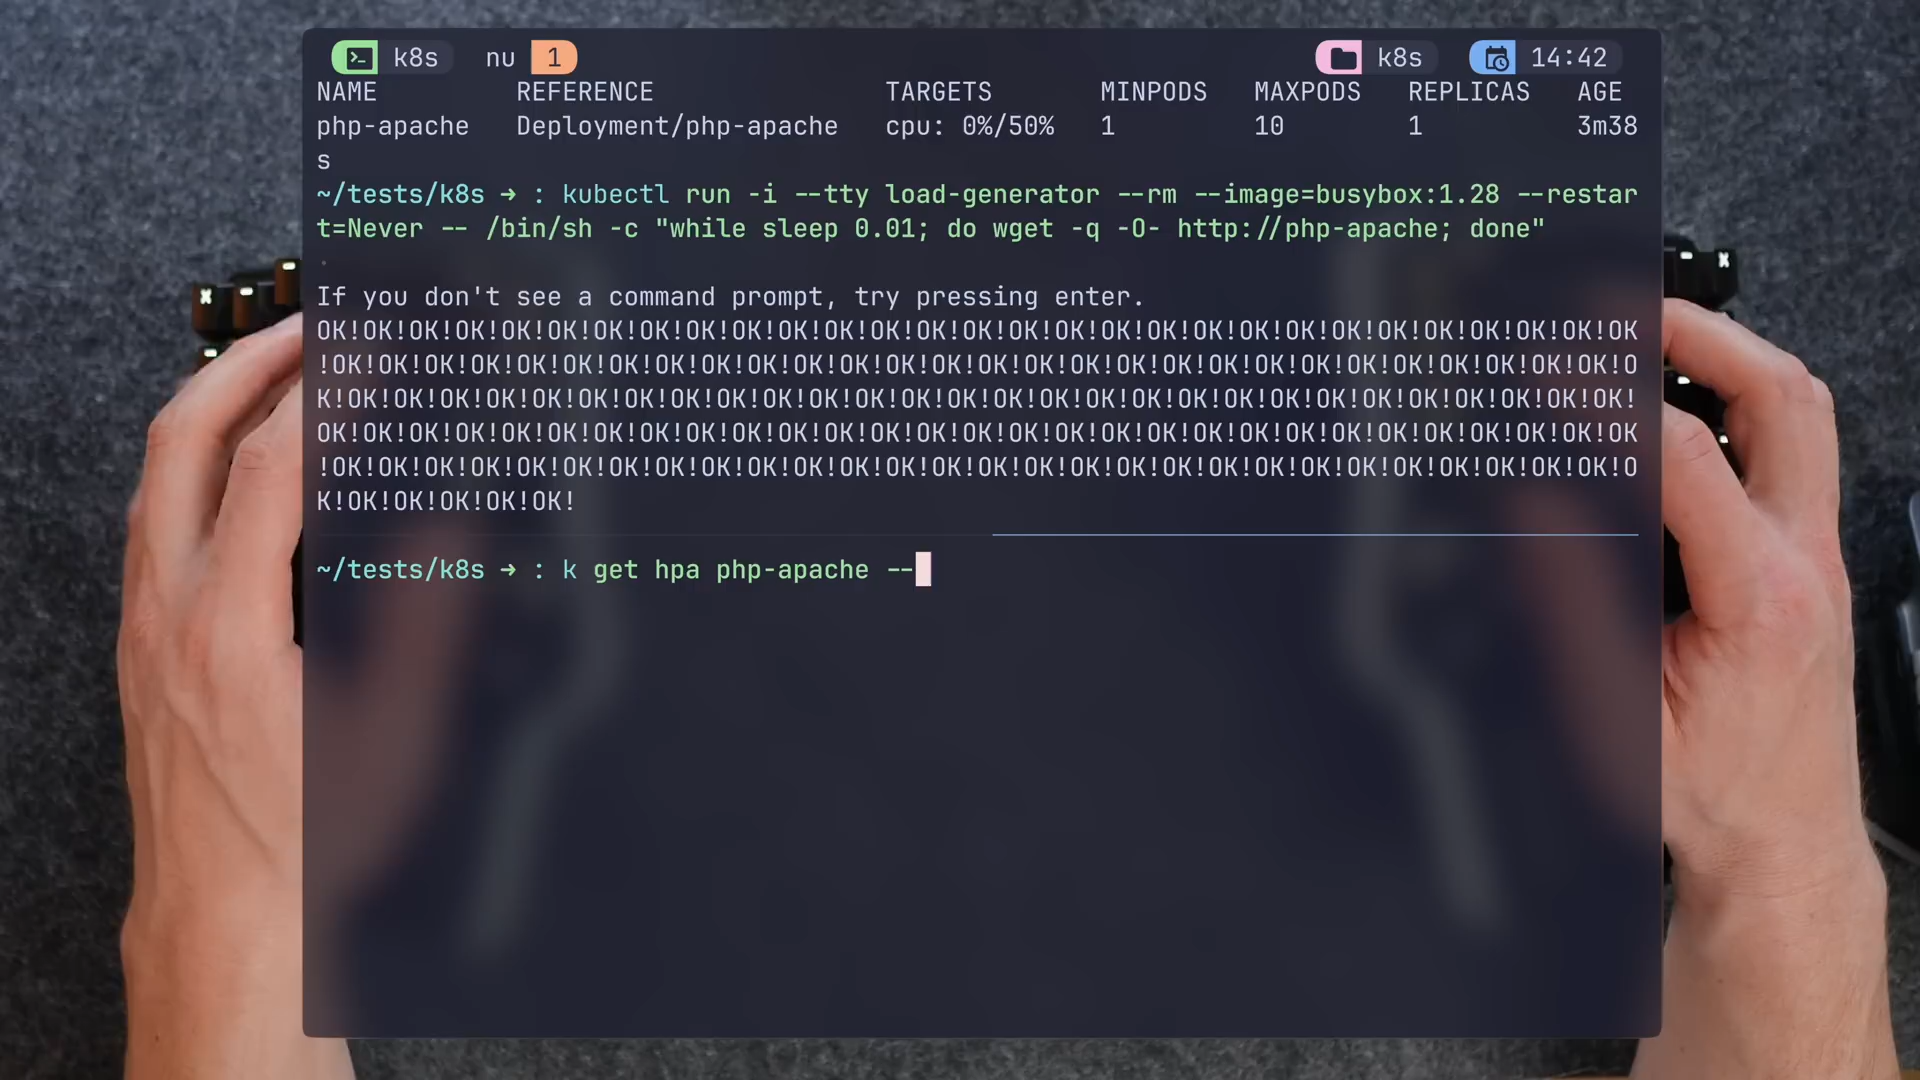 k8s nu 1 k8s 14:42
NAME REFERENCE TARGETS MINPODS MAXPODS REPLICAS AGE
php-apache Deployment/php-apache cpu: 0%/50% 1 10 1 3m38
s
~/tests/k8s → : kubectl run -i --tty load-generator --rm --image=busybox:1.28 --restar
t=Never -- /bin/sh -c "while sleep 0.01; do wget -q -O- http://php-apache; done"
If you don't see a command prompt, try pressing enter.
OK!OK!OK!OK!OK!OK!OK!OK!OK!OK!OK!OK!OK!OK!OK!OK!OK!OK!OK!OK!OK!OK!OK!OK!OK!OK!OK!OK!OK
!OK!OK!OK!OK!OK!OK!OK!OK!OK!OK!OK!OK!OK!OK!OK!OK!OK!OK!OK!OK!OK!OK!OK!OK!OK!OK!OK!OK!O
K!OK!OK!OK!OK!OK!OK!OK!OK!OK!OK!OK!OK!OK!OK!OK!OK!OK!OK!OK!OK!OK!OK!OK!OK!OK!OK!OK!OK!
OK!OK!OK!OK!OK!OK!OK!OK!OK!OK!OK!OK!OK!OK!OK!OK!OK!OK!OK!OK!OK!OK!OK!OK!OK!OK!OK!OK!OK
!OK!OK!OK!OK!OK!OK!OK!OK!OK!OK!OK!OK!OK!OK!OK!OK!OK!OK!OK!OK!OK!OK!OK!OK!OK!OK!OK!OK!O
K!OK!OK!OK!OK!OK!
~/tests/k8s → : k get hpa php-apache --